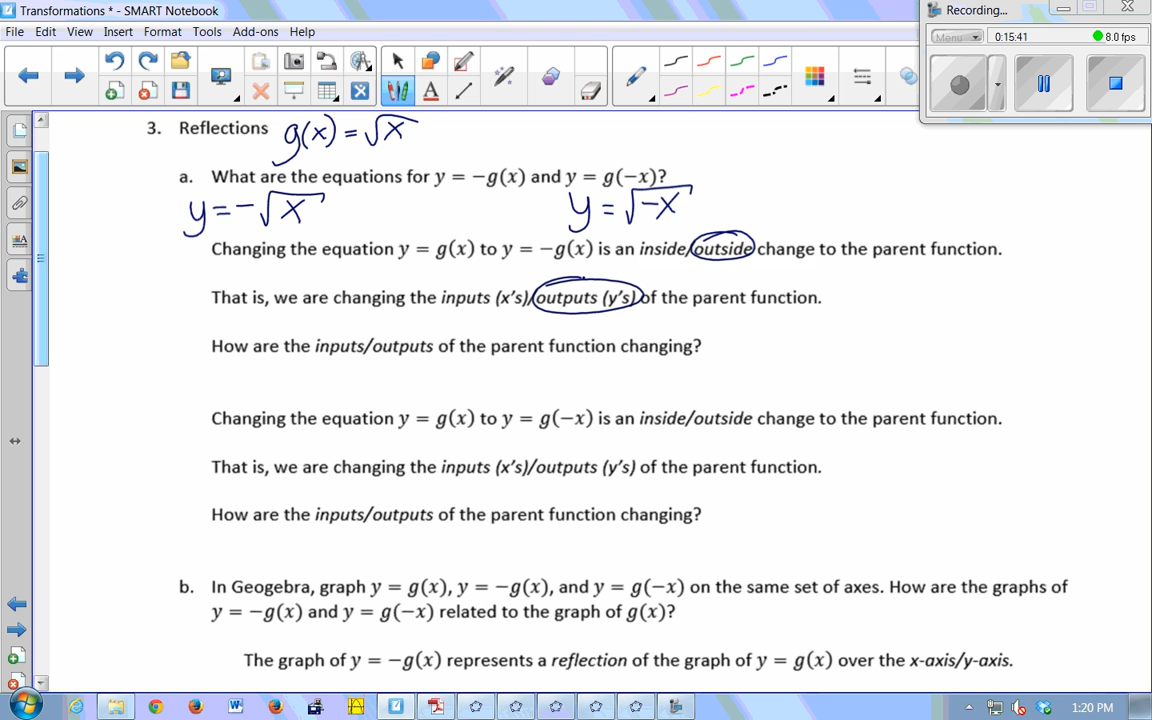 Transformations * - SMART Notebook
Recording...
File Edit View Insert Format Tools Add-ons Help
Menu 0:15:41 8.0 fps
3. Reflections g(x) = √x
a. What are the equations for y = −g(x) and y = g(−x)?
y = −√x y = √−x
Changing the equation y = g(x) to y = −g(x) is an inside/outside change to the parent function.
That is, we are changing the inputs (x's)/outputs (y's) of the parent function.
How are the inputs/outputs of the parent function changing?
Changing the equation y = g(x) to y = g(−x) is an inside/outside change to the parent function.
That is, we are changing the inputs (x's)/outputs (y's) of the parent function.
How are the inputs/outputs of the parent function changing?
b. In Geogebra, graph y = g(x), y = −g(x), and y = g(−x) on the same set of axes. How are the graphs of
y = −g(x) and y = g(−x) related to the graph of g(x)?
The graph of y = −g(x) represents a reflection of the graph of y = g(x) over the x-axis/y-axis.
1:20 PM